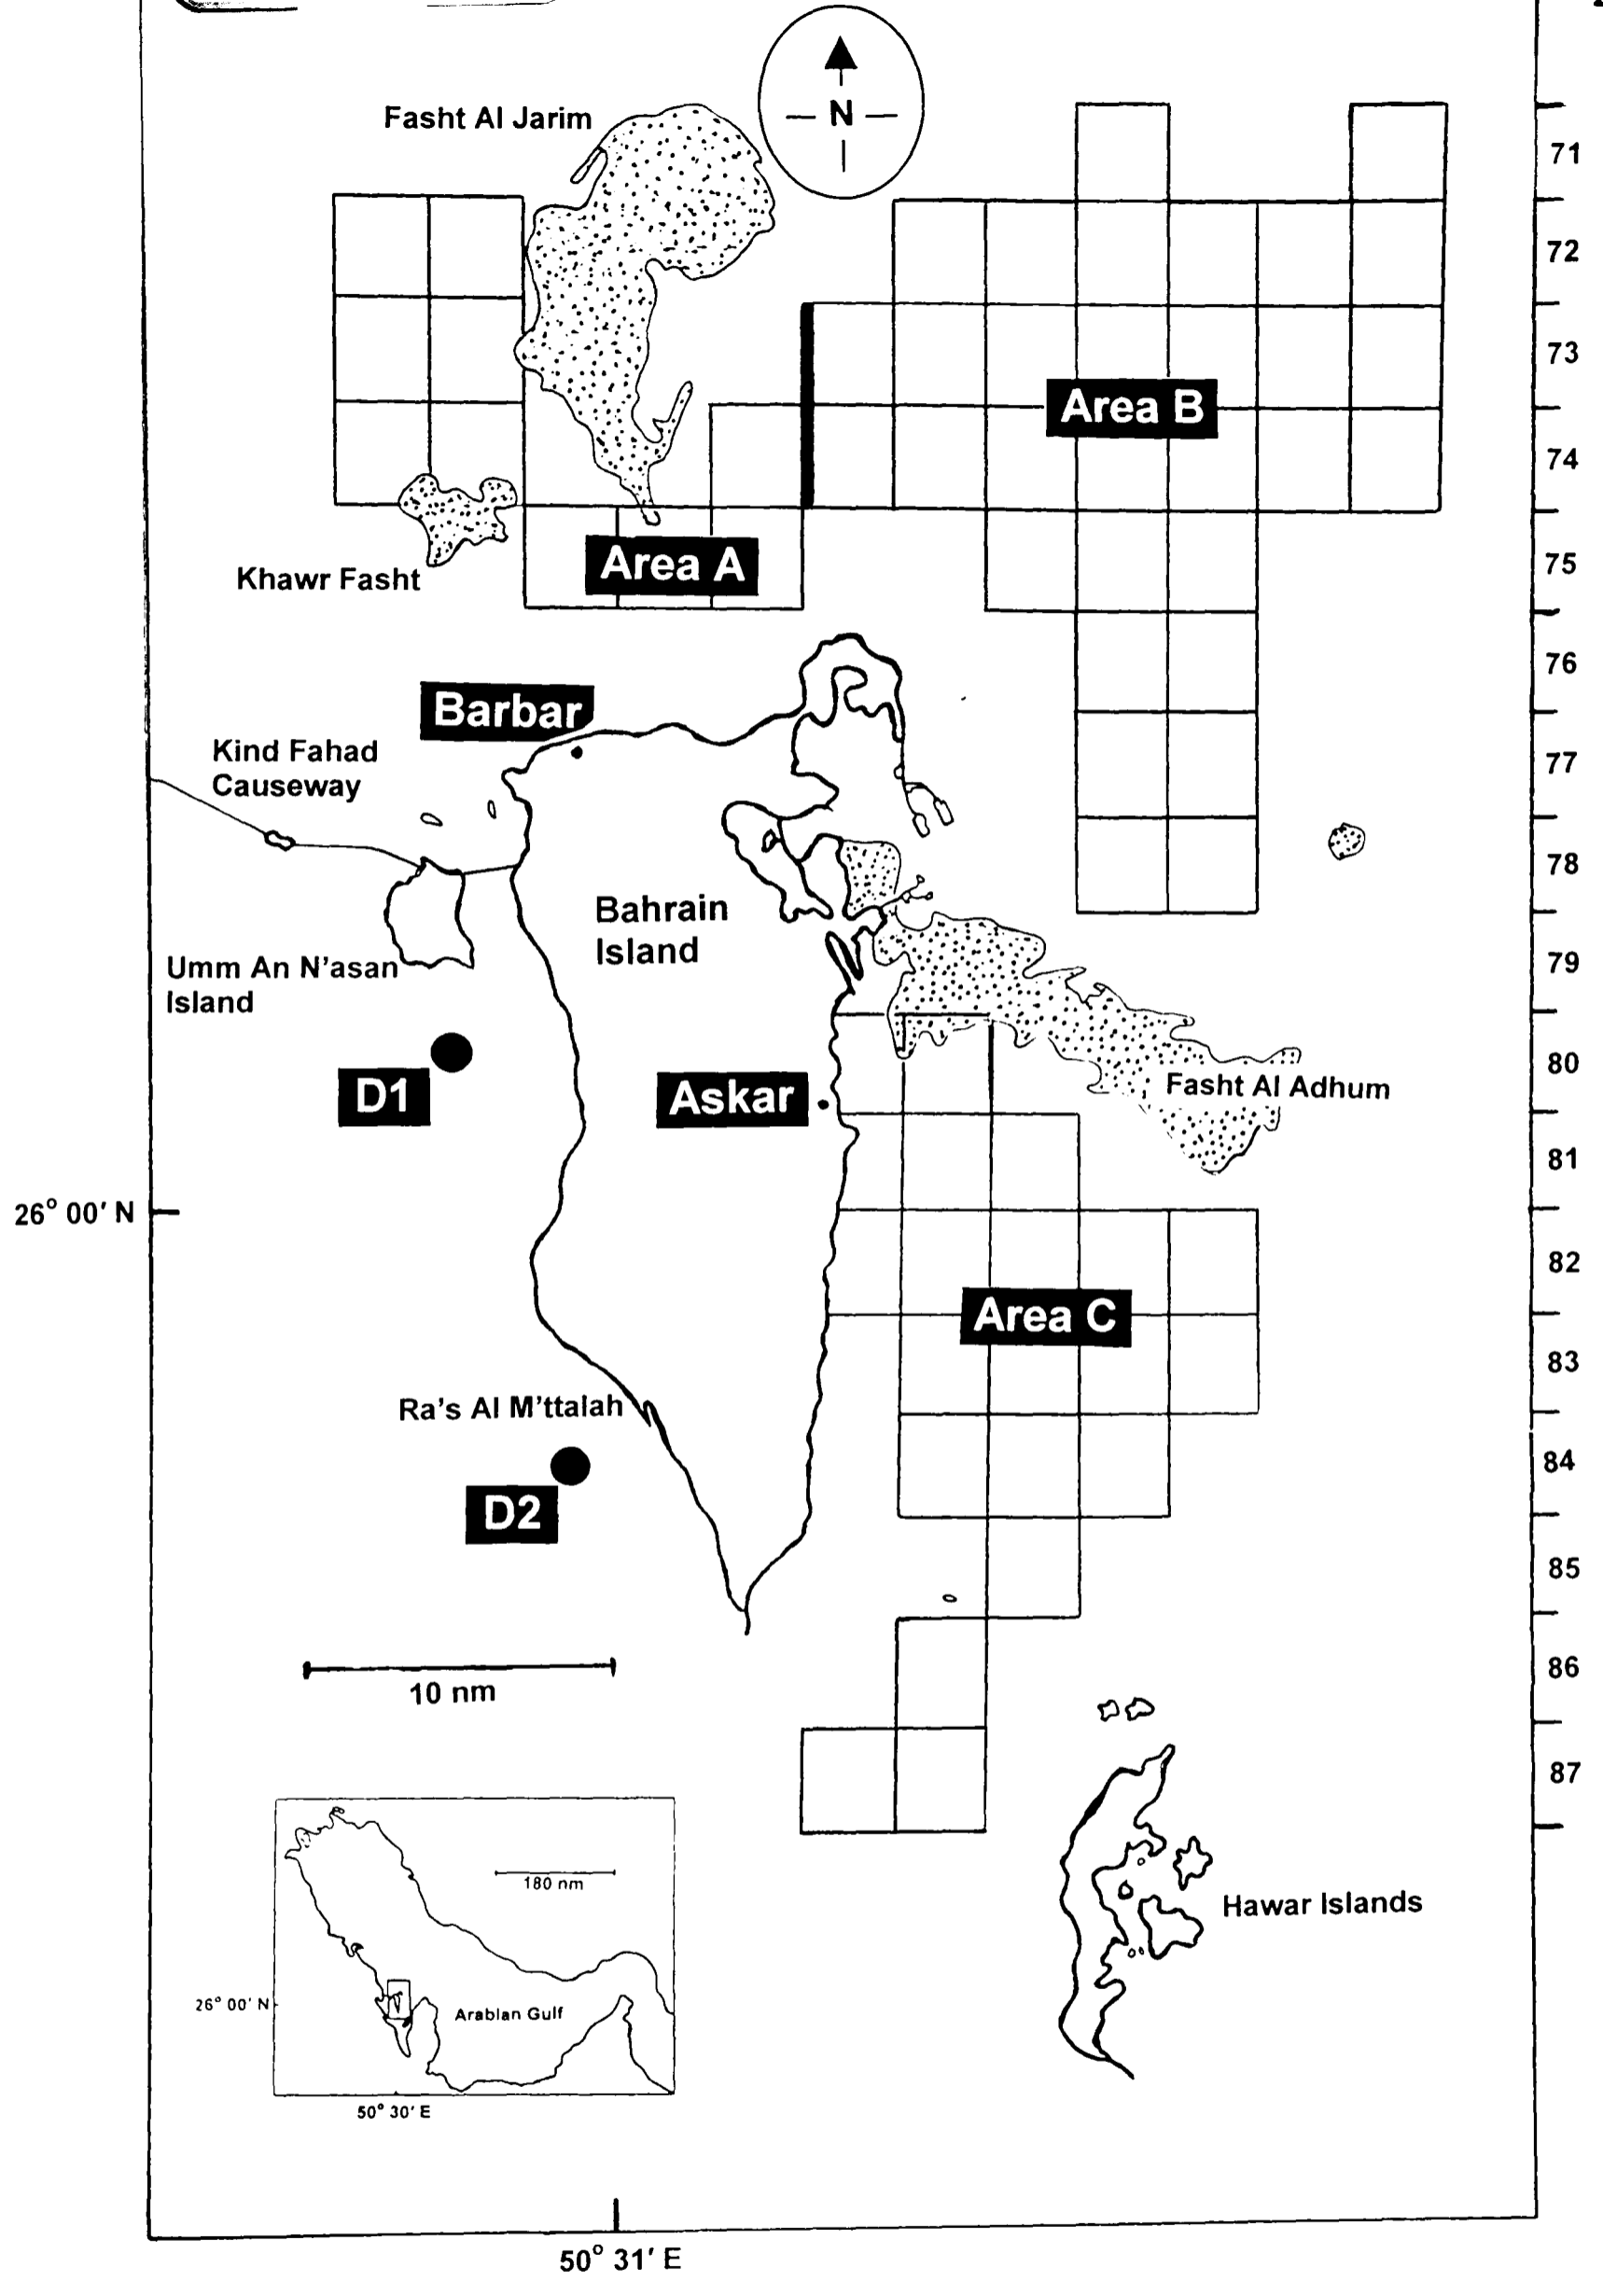 N
Fasht Al Jarim
71
72
73
Area B
74
Area A
75
Khawr Fasht
76
Barbar
Kind Fahad
Causeway
77
78
Bahrain
Island
79
Umm An N'asan
Island
80
D1
Askar
Fasht Al Adhum
81
26° 00' N
82
Area C
83
Ra's Al M'ttalah
84
D2
85
86
10 nm
87
180 nm
Hawar Islands
26° 00' N
Arabian Gulf
50° 30' E
50° 31' E